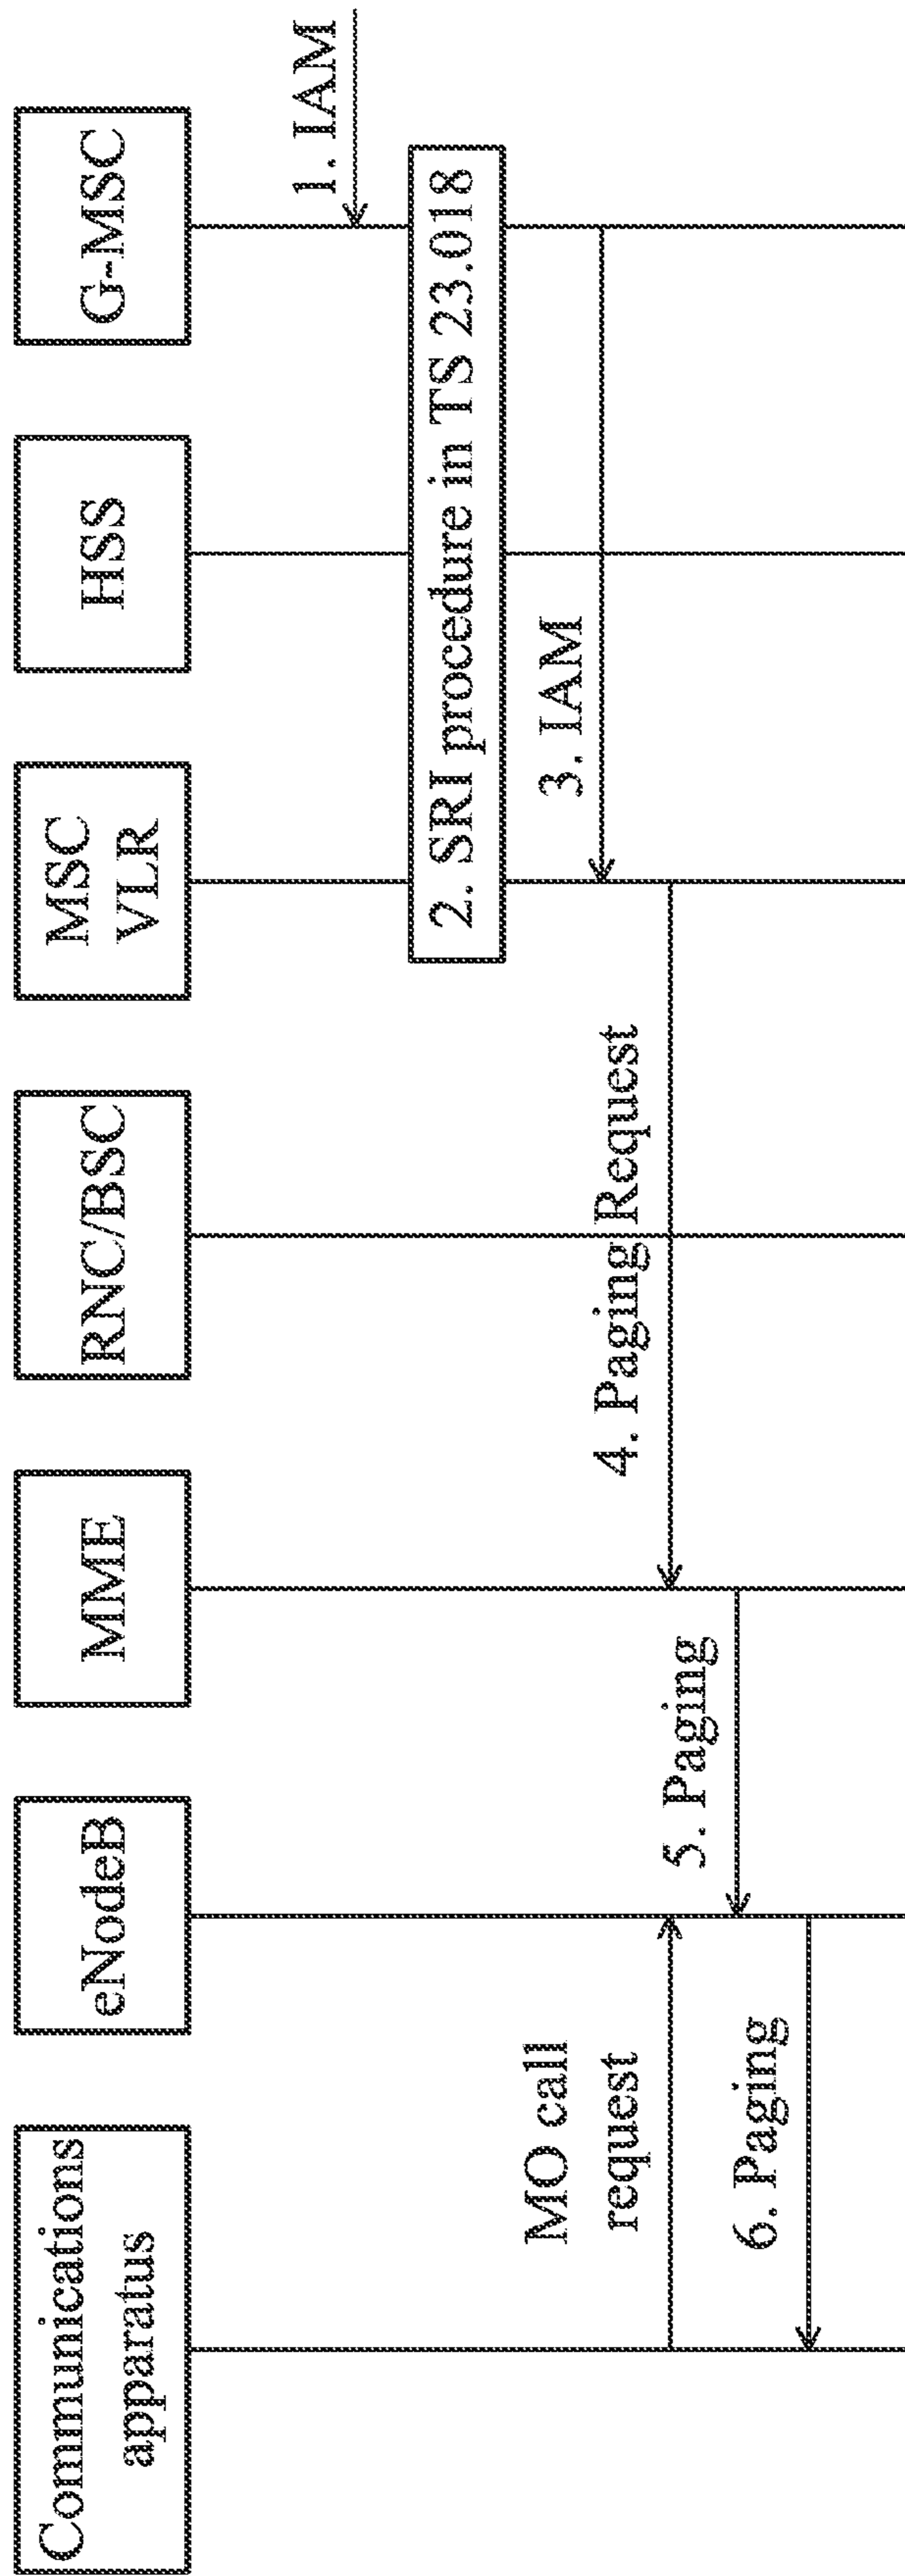 Communications
apparatus
eNodeB
MME
RNC/BSC
MSC
VLR
HSS
G-MSC
1. IAM
2. SRI procedure in TS 23.018
3. IAM
4. Paging Request
MO call
request
5. Paging
6. Paging